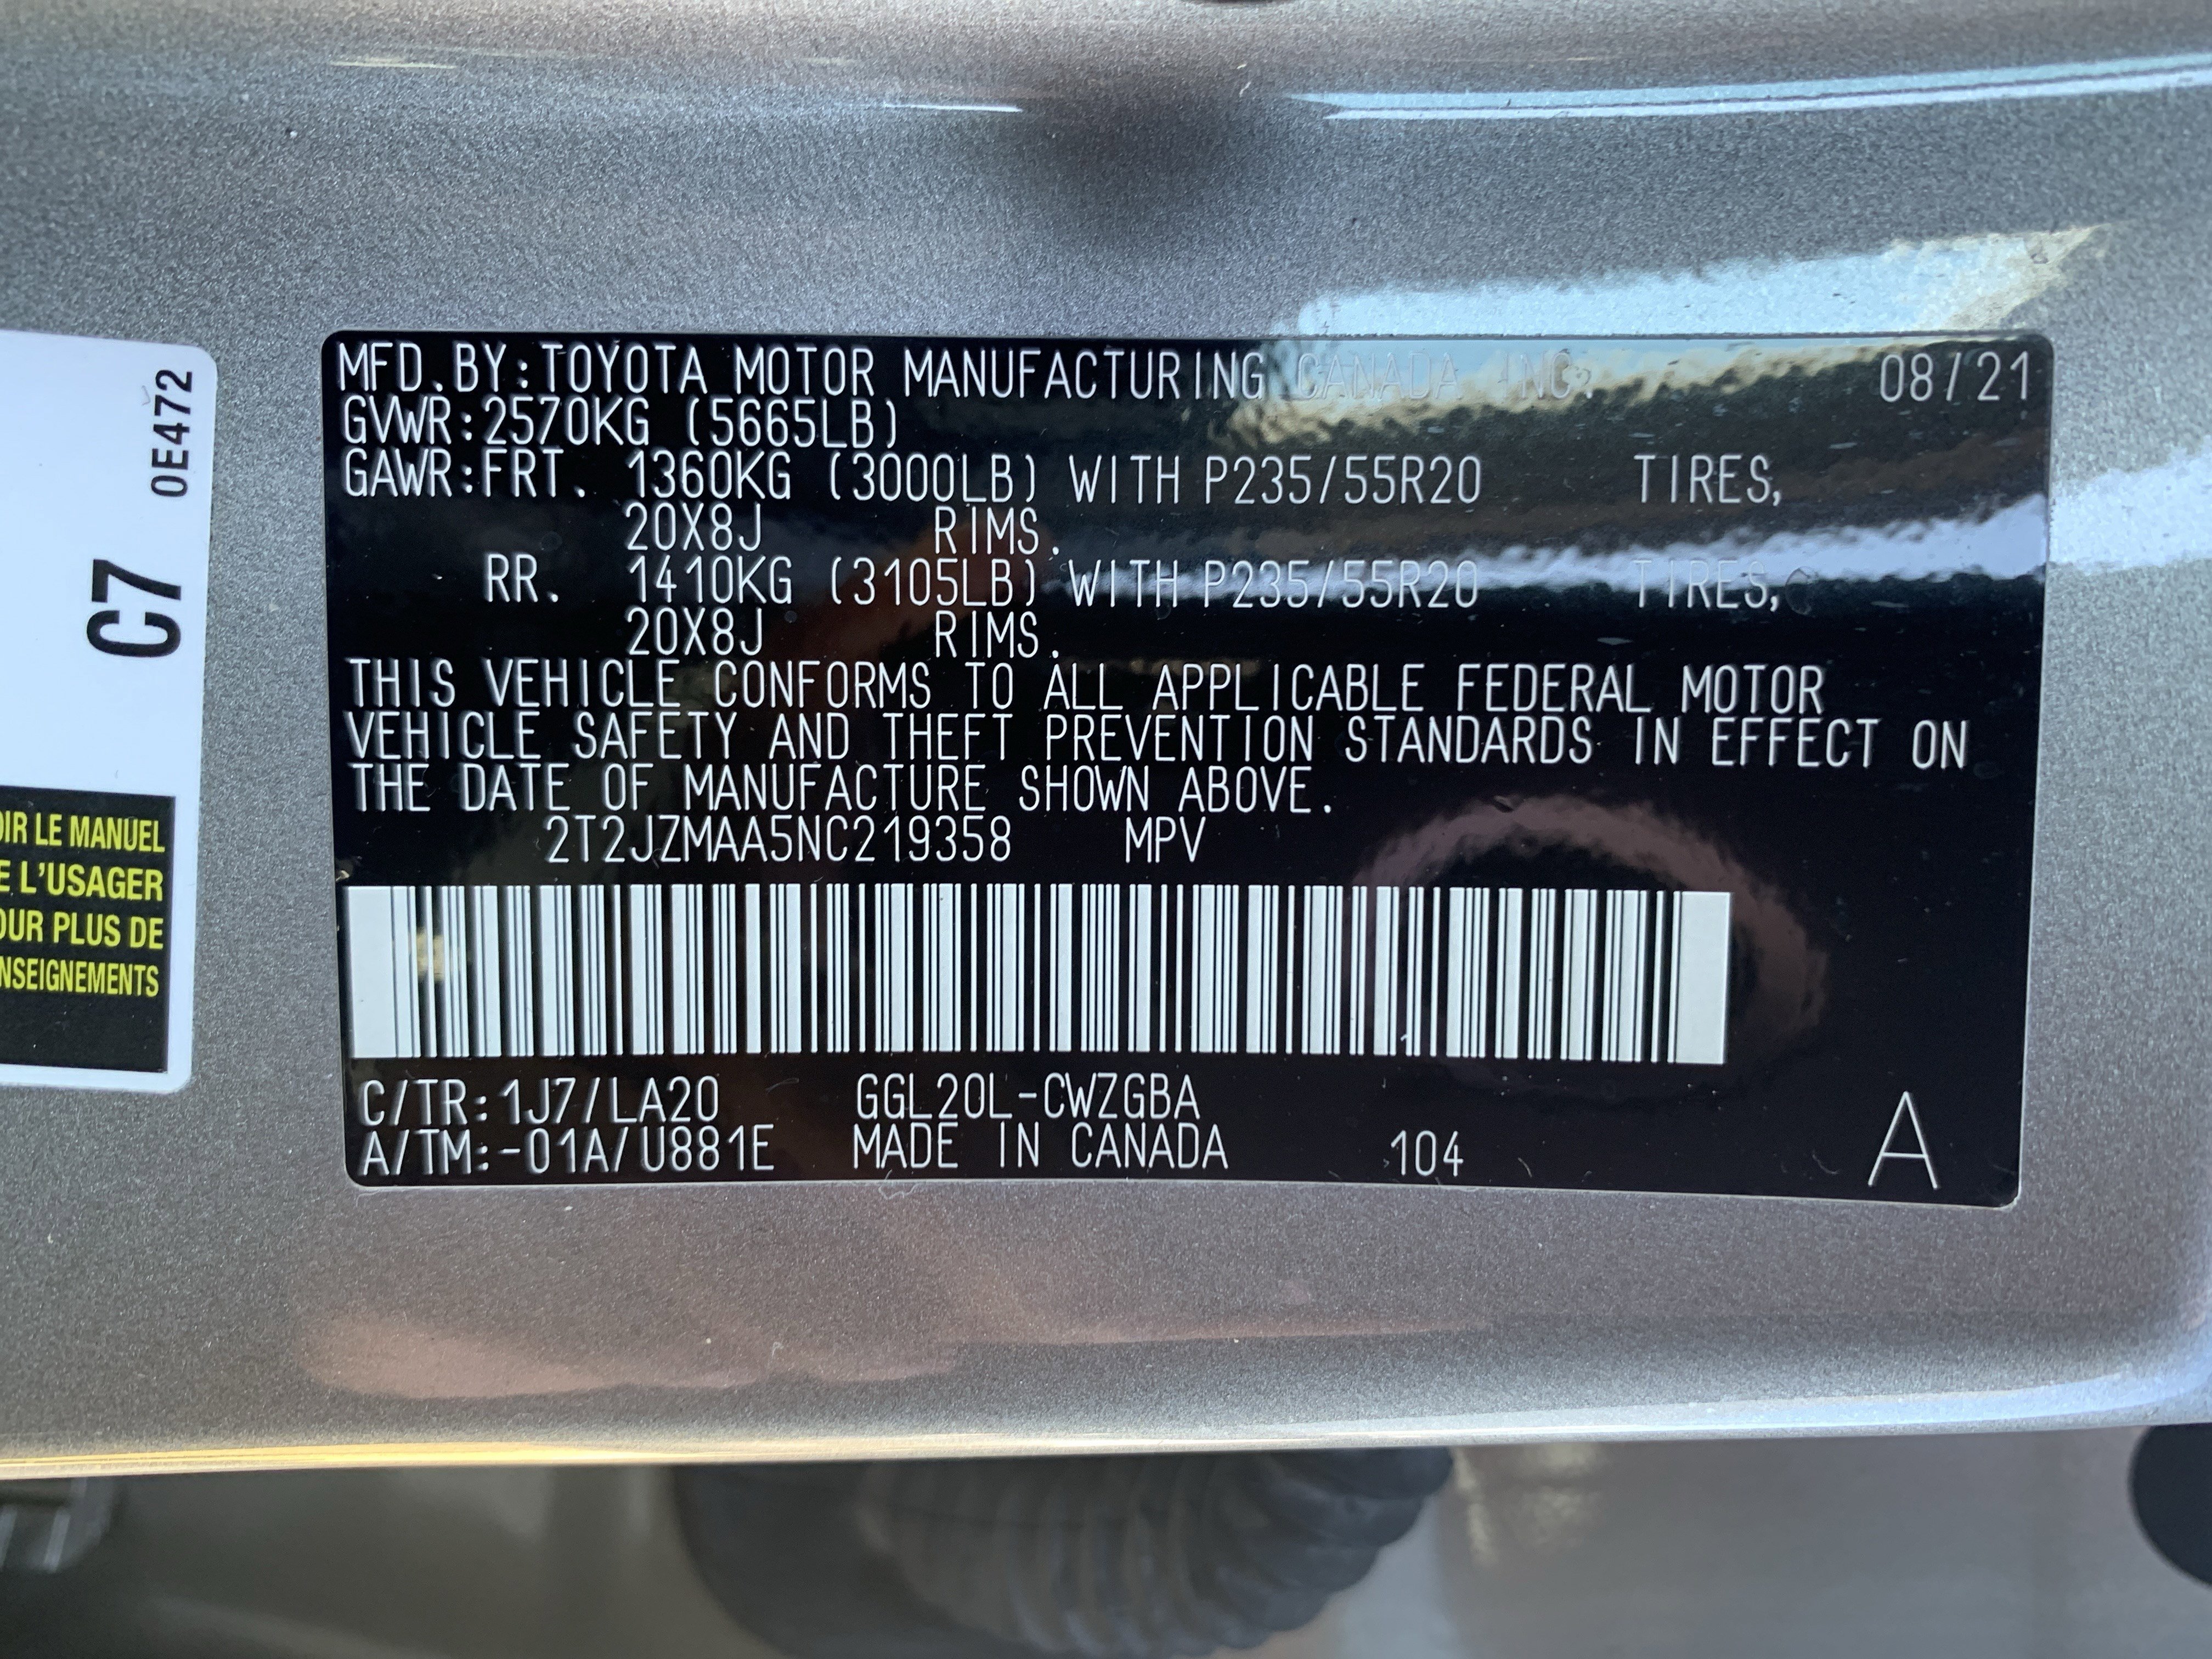 MFD.BY:TOYOTA MOTOR MANUFACTURING CANADA INC. 08/21
GVWR:2570KG (5665LB)
GAWR:FRT. 1360KG (3000LB) WITH P235/55R20 TIRES,
20X8J RIMS.
RR. 1410KG (3105LB) WITH P235/55R20 TIRES,
20X8J RIMS.
THIS VEHICLE CONFORMS TO ALL APPLICABLE FEDERAL MOTOR
VEHICLE SAFETY AND THEFT PREVENTION STANDARDS IN EFFECT ON
THE DATE OF MANUFACTURE SHOWN ABOVE.
2T2JZMAA5NC219358 MPV
C/TR:1J7/LA20 GGL20L-CWZGBA
A/TM:-01A/U881E MADE IN CANADA 104 A
C7 0E472
OIR LE MANUEL
E L'USAGER
OUR PLUS DE
NSEIGNEMENTS